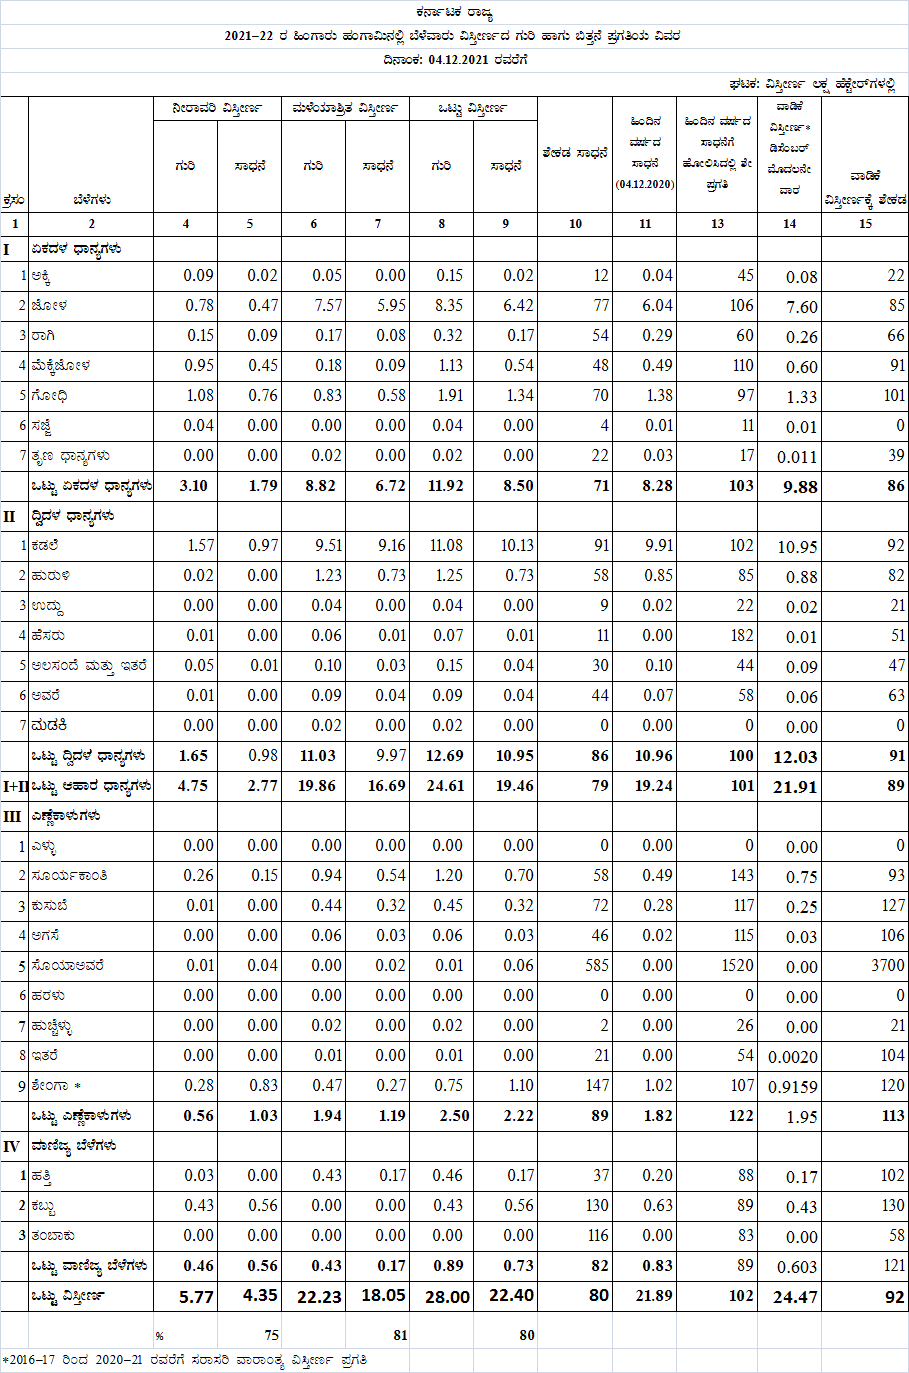 ಕರ್ನಾಟಕ ರಾಜ್ಯ
2021–22 ರ ಹಿಂಗಾರು ಹಂಗಾಮಿನಲ್ಲಿ ಬೆಳೆವಾರು ವಿಸ್ತೀರ್ಣದ ಗುರಿ ಹಾಗು ಬಿತ್ತನೆ ಪ್ರಗತಿಯ ವಿವರ
ದಿನಾಂಕ: 04.12.2021 ರವರೆಗೆ
ಘಟಕ: ವಿಸ್ತೀರ್ಣ ಲಕ್ಷ ಹೆಕ್ಟೇರ್‌ಗಳಲ್ಲಿ
ಕ್ರಸಂ ಬೆಳೆಗಳು ನೀರಾವರಿ ವಿಸ್ತೀರ್ಣ ಮಳೆಯಾಶ್ರಿತ ವಿಸ್ತೀರ್ಣ ಒಟ್ಟು ವಿಸ್ತೀರ್ಣ ಶೇಕಡ ಸಾಧನೆ ಹಿಂದಿನ ವರ್ಷದ ಸಾಧನೆ (04.12.2020) ಹಿಂದಿನ ವರ್ಷದ ಸಾಧನೆಗೆ ಹೋಲಿಸಿದಲ್ಲಿ ಶೇ ಪ್ರಗತಿ ವಾಡಿಕೆ ವಿಸ್ತೀರ್ಣ* ಡಿಸೆಂಬರ್ ಮೊದಲನೇ ವಾರ ವಾಡಿಕೆ ವಿಸ್ತೀರ್ಣಕ್ಕೆ ಶೇಕಡ
ಗುರಿ ಸಾಧನೆ ಗುರಿ ಸಾಧನೆ ಗುರಿ ಸಾಧನೆ
1 2 4 5 6 7 8 9 10 11 13 14 15
I ಏಕದಳ ಧಾನ್ಯಗಳು
1 ಅಕ್ಕಿ 0.09 0.02 0.05 0.00 0.15 0.02 12 0.04 45 0.08 22
2 ಜೋಳ 0.78 0.47 7.57 5.95 8.35 6.42 77 6.04 106 7.60 85
3 ರಾಗಿ 0.15 0.09 0.17 0.08 0.32 0.17 54 0.29 60 0.26 66
4 ಮೆಕ್ಕೆಜೋಳ 0.95 0.45 0.18 0.09 1.13 0.54 48 0.49 110 0.60 91
5 ಗೋಧಿ 1.08 0.76 0.83 0.58 1.91 1.34 70 1.38 97 1.33 101
6 ಸಜ್ಜೆ 0.04 0.00 0.00 0.00 0.04 0.00 4 0.01 11 0.01 0
7 ತೃಣ ಧಾನ್ಯಗಳು 0.00 0.00 0.02 0.00 0.02 0.00 22 0.03 17 0.011 39
ಒಟ್ಟು ಏಕದಳ ಧಾನ್ಯಗಳು 3.10 1.79 8.82 6.72 11.92 8.50 71 8.28 103 9.88 86
II ದ್ವಿದಳ ಧಾನ್ಯಗಳು
1 ಕಡಲೆ 1.57 0.97 9.51 9.16 11.08 10.13 91 9.91 102 10.95 92
2 ಹುರುಳಿ 0.02 0.00 1.23 0.73 1.25 0.73 58 0.85 85 0.88 82
3 ಉದ್ದು 0.00 0.00 0.04 0.00 0.04 0.00 9 0.02 22 0.02 21
4 ಹೆಸರು 0.01 0.00 0.06 0.01 0.07 0.01 11 0.00 182 0.01 51
5 ಅಲಸಂದೆ ಮತ್ತು ಇತರೆ 0.05 0.01 0.10 0.03 0.15 0.04 30 0.10 44 0.09 47
6 ಅವರೆ 0.01 0.00 0.09 0.04 0.09 0.04 44 0.07 58 0.06 63
7 ಮಡಕಿ 0.00 0.00 0.02 0.00 0.02 0.00 0 0.00 0 0.00 0
ಒಟ್ಟು ದ್ವಿದಳ ಧಾನ್ಯಗಳು 1.65 0.98 11.03 9.97 12.69 10.95 86 10.96 100 12.03 91
I+II ಒಟ್ಟು ಆಹಾರ ಧಾನ್ಯಗಳು 4.75 2.77 19.86 16.69 24.61 19.46 79 19.24 101 21.91 89
III ಎಣ್ಣೆಕಾಳುಗಳು
1 ಎಳ್ಳು 0.00 0.00 0.00 0.00 0.00 0.00 0 0.00 0 0.00 0
2 ಸೂರ್ಯಕಾಂತಿ 0.26 0.15 0.94 0.54 1.20 0.70 58 0.49 143 0.75 93
3 ಕುಸುಬೆ 0.01 0.00 0.44 0.32 0.45 0.32 72 0.28 117 0.25 127
4 ಅಗಸೆ 0.00 0.00 0.06 0.03 0.06 0.03 46 0.02 115 0.03 106
5 ಸೊಯಾಅವರೆ 0.01 0.04 0.00 0.02 0.01 0.06 585 0.00 1520 0.00 3700
6 ಹರಳು 0.00 0.00 0.00 0.00 0.00 0.00 0 0.00 0 0.00 0
7 ಹುಚ್ಚೆಳ್ಳು 0.00 0.00 0.02 0.00 0.02 0.00 2 0.00 26 0.00 21
8 ಇತರೆ 0.00 0.00 0.01 0.00 0.01 0.00 21 0.00 54 0.0020 104
9 ಶೇಂಗಾ * 0.28 0.83 0.47 0.27 0.75 1.10 147 1.02 107 0.9159 120
ಒಟ್ಟು ಎಣ್ಣೆಕಾಳುಗಳು 0.56 1.03 1.94 1.19 2.50 2.22 89 1.82 122 1.95 113
IV ವಾಣಿಜ್ಯ ಬೆಳೆಗಳು
1 ಹತ್ತಿ 0.03 0.00 0.43 0.17 0.46 0.17 37 0.20 88 0.17 102
2 ಕಬ್ಬು 0.43 0.56 0.00 0.00 0.43 0.56 130 0.63 89 0.43 130
3 ತಂಬಾಕು 0.00 0.00 0.00 0.00 0.00 0.00 116 0.00 83 0.00 58
ಒಟ್ಟು ವಾಣಿಜ್ಯ ಬೆಳೆಗಳು 0.46 0.56 0.43 0.17 0.89 0.73 82 0.83 89 0.603 121
ಒಟ್ಟು ವಿಸ್ತೀರ್ಣ 5.77 4.35 22.23 18.05 28.00 22.40 80 21.89 102 24.47 92
% 75 81 80
*2016–17 ರಿಂದ 2020–21 ರವರೆಗೆ ಸರಾಸರಿ ವಾರಾಂತ್ಯ ವಿಸ್ತೀರ್ಣ ಪ್ರಗತಿ